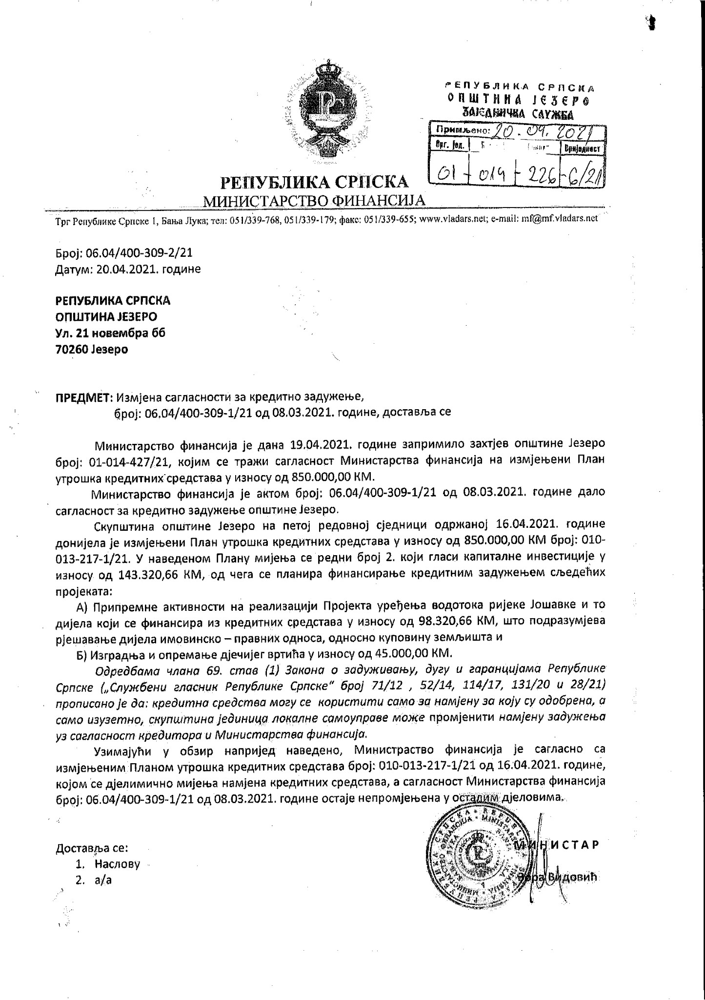 РЕПУБЛИКА СРПСКА
ОПШТИНА ЈЕЗЕРО
ЗАЈЕДНИЧКА СЛУЖБА
Примљено: 20.04.2021
Орг. јед. Вриједност
01 - 014 - 226 - 6/21
РЕПУБЛИКА СРПСКА
МИНИСТАРСТВО ФИНАНСИЈА
Трг Републике Српске 1, Бања Лука; тел: 051/339-768, 051/339-179; факс: 051/339-655; www.vladars.net; e-mail: mf@mf.vladars.net
Број: 06.04/400-309-2/21
Датум: 20.04.2021. године
РЕПУБЛИКА СРПСКА
ОПШТИНА ЈЕЗЕРО
Ул. 21 новембра бб
70260 Језеро
ПРЕДМЕТ: Измјена сагласности за кредитно задужење,
број: 06.04/400-309-1/21 од 08.03.2021. године, доставља се
Министарство финансија је дана 19.04.2021. године запримило захтјев општине Језеро
број: 01-014-427/21, којим се тражи сагласност Министарства финансија на измјењени План
утрошка кредитних средстава у износу од 850.000,00 КМ.
Министарство финансија је актом број: 06.04/400-309-1/21 од 08.03.2021. године дало
сагласност за кредитно задужење општине Језеро.
Скупштина општине Језеро на петој редовној сједници одржаној 16.04.2021. године
донијела је измјењени План утрошка кредитних средстава у износу од 850.000,00 КМ број: 010-
013-217-1/21. У наведеном Плану мијења се редни број 2. који гласи капиталне инвестиције у
износу од 143.320,66 КМ, од чега се планира финансирање кредитним задужењем сљедећих
пројеката:
А) Припремне активности на реализацији Пројекта уређења водотока ријеке Јошавке и то
дијела који се финансира из кредитних средстава у износу од 98.320,66 КМ, што подразумјева
рјешавање дијела имовинско – правних односа, односно куповину земљишта и
Б) Изградња и опремање дјечијег вртића у износу од 45.000,00 КМ.
Одредбама члана 69. став (1) Закона о задуживању, дугу и гаранцијама Републике
Српске („Службени гласник Републике Српске“ број 71/12 , 52/14, 114/17, 131/20 и 28/21)
прописано је да: кредитна средства могу се користити само за намјену за коју су одобрена, а
само изузетно, скупштина јединица локалне самоуправе може промјенити намјену задужења
уз сагласност кредитора и Министарства финансија.
Узимајући у обзир напријед наведено, Министраство финансија је сагласно са
измјењеним Планом утрошка кредитних средстава број: 010-013-217-1/21 од 16.04.2021. године,
којом се дјелимично мијења намјена кредитних средстава, а сагласност Министарства финансија
број: 06.04/400-309-1/21 од 08.03.2021. године остаје непромјењена у осталим дјеловима.
Доставља се:
1. Наслову
2. а/а
МИНИСТАР
Зора Видовић